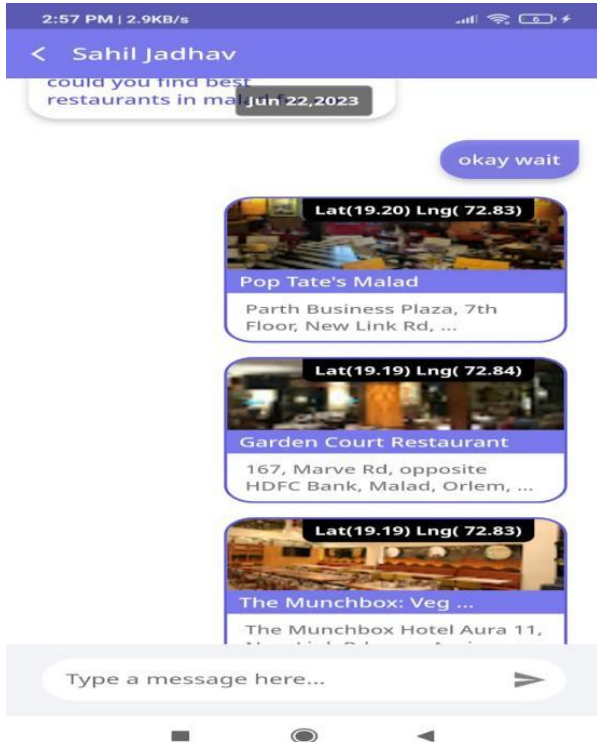 2:57 PM | 2.9KB/s
6
Sahil Jadhav
could you find best
restaurants in
Jun 22,2023
okay wait
Lat(19.20) Lng( 72.83)
Pop Tate's Malad
Parth Business Plaza, 7th
Floor, New Link Rd, ...
Lat(19.19) Lng( 72.84)
Garden Court Restaurant
167, Marve Rd, opposite
HDFC Bank, Malad, Orlem, ...
Lat(19.19) Lng( 72.83)
The Munchbox: Veg ...
The Munchbox Hotel Aura 11,
Type a message here...